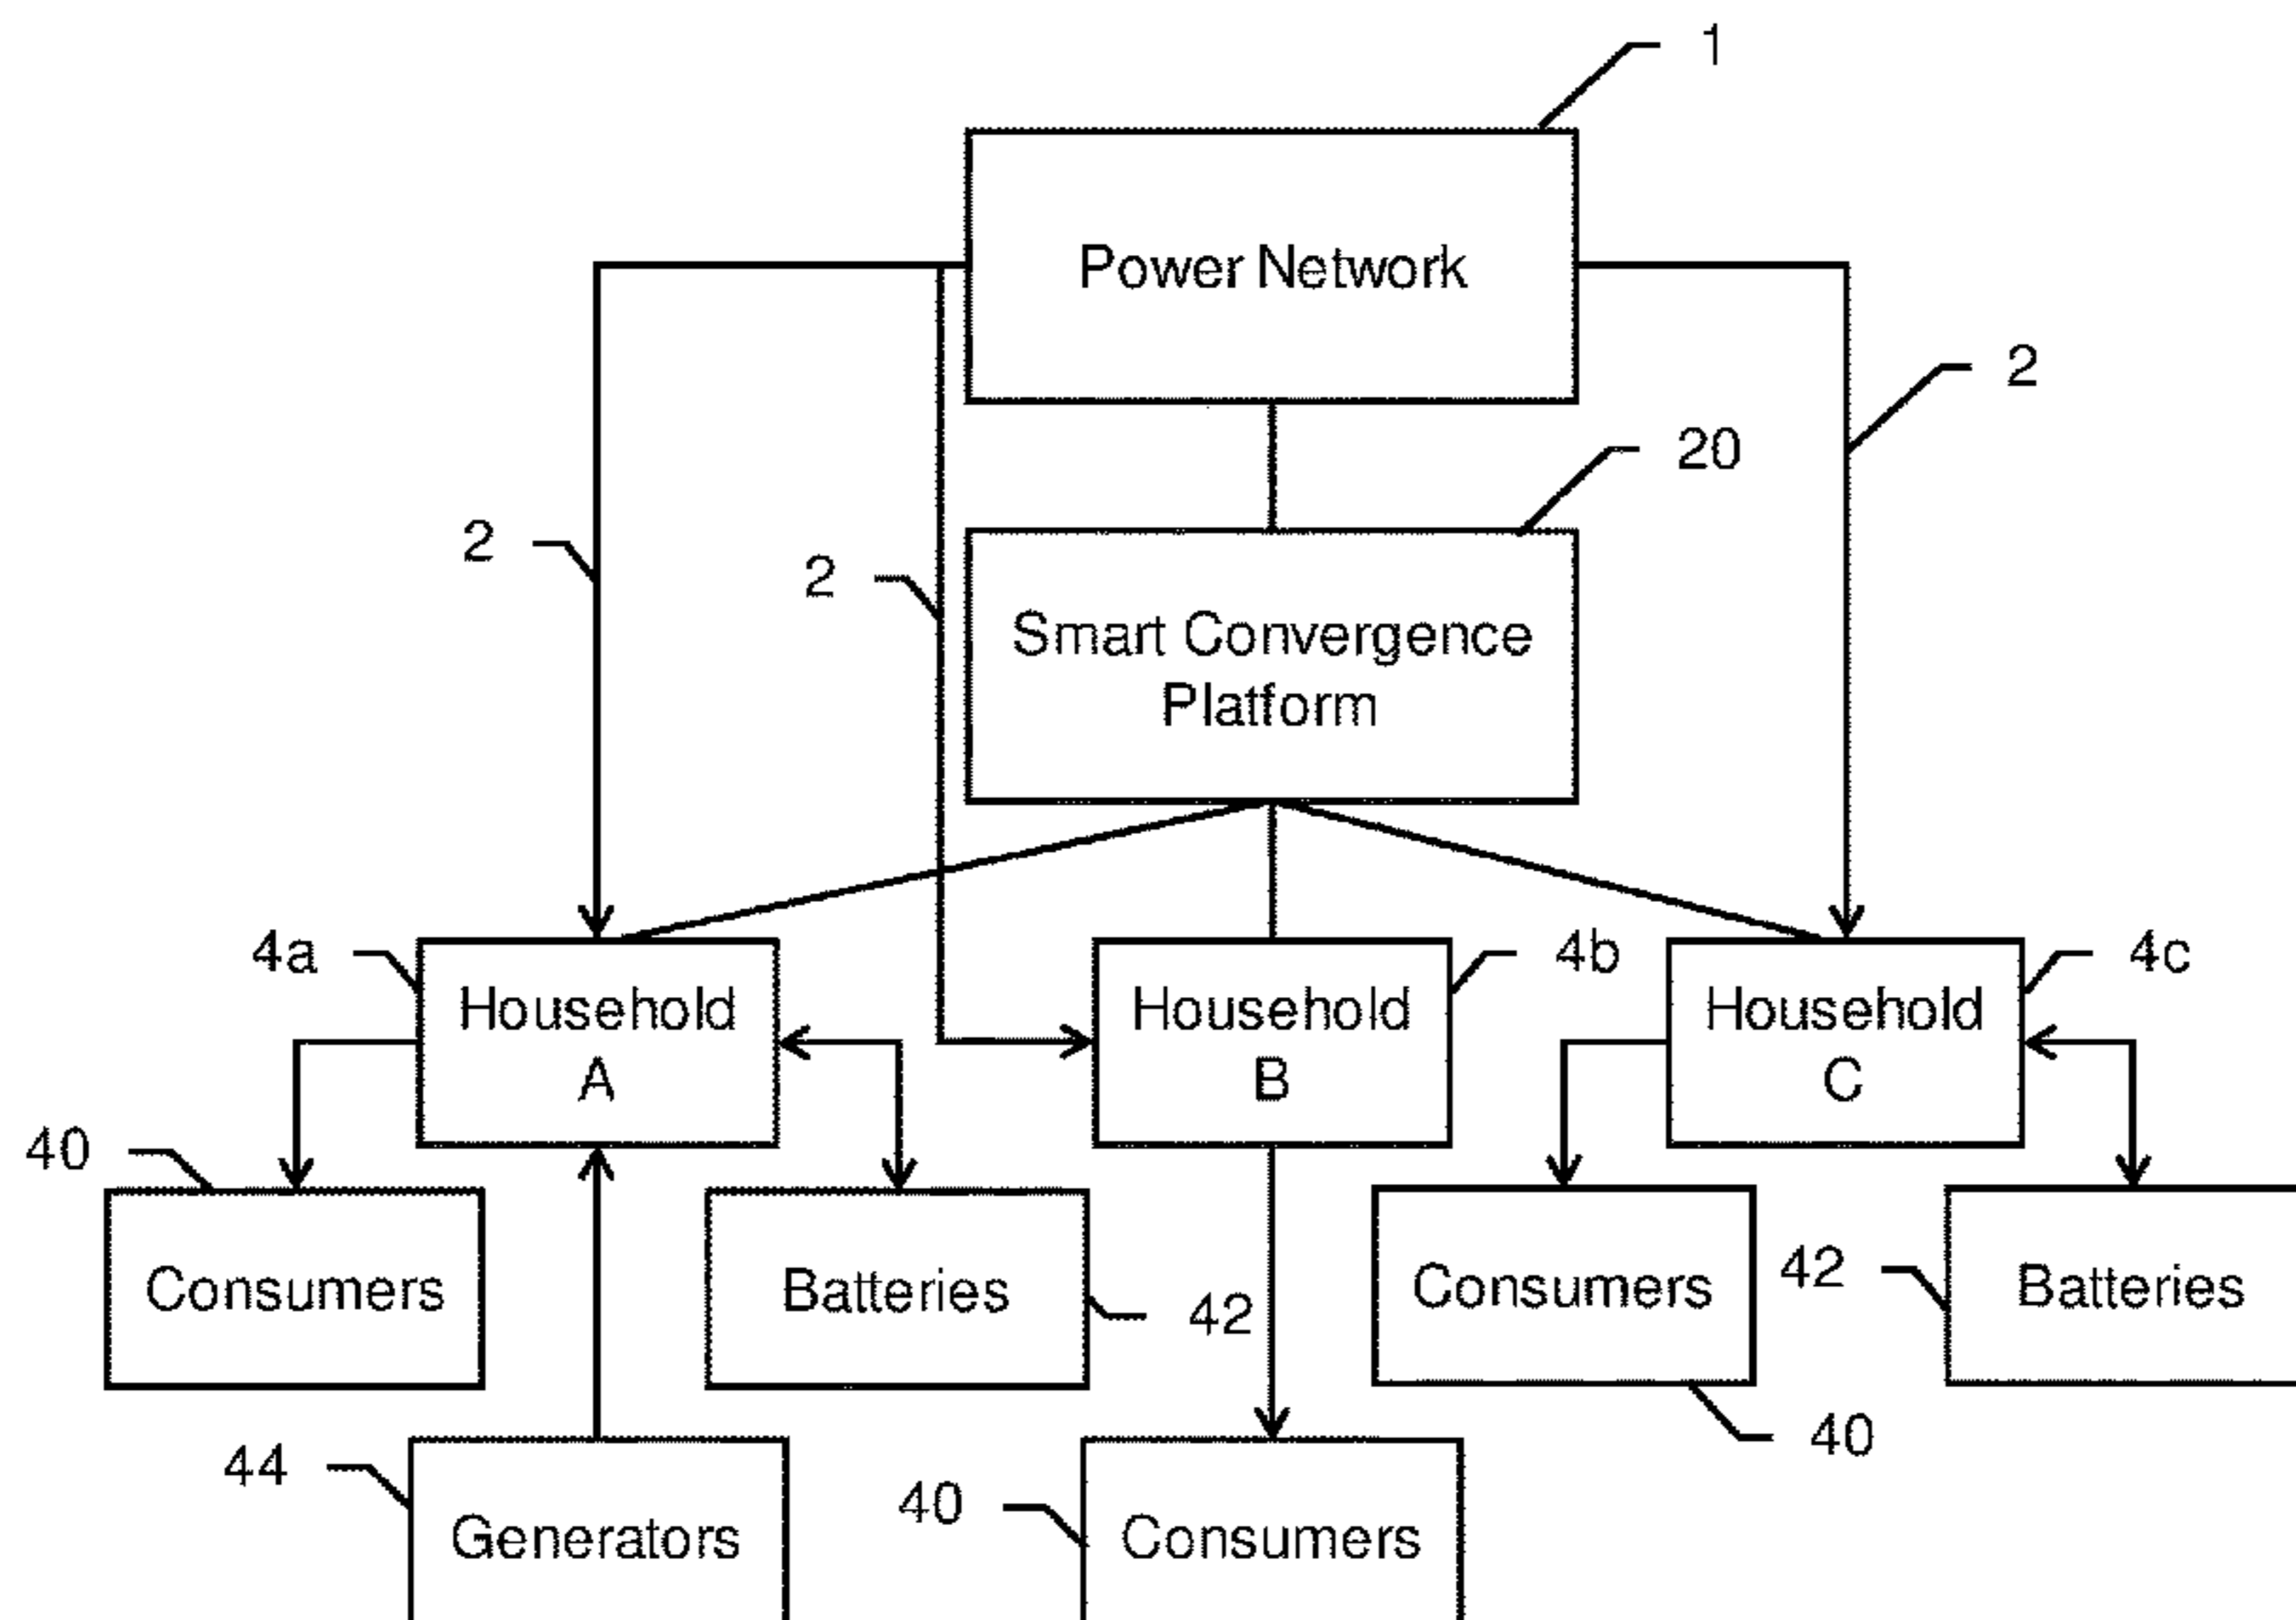 1
Power Network
2
20
2
2
Smart Convergence
Platform
4a
Household
A
Household
B
4b
Household
C
4c
40
Consumers
Batteries
42
Consumers
42
Batteries
40
44
Generators
40
Consumers